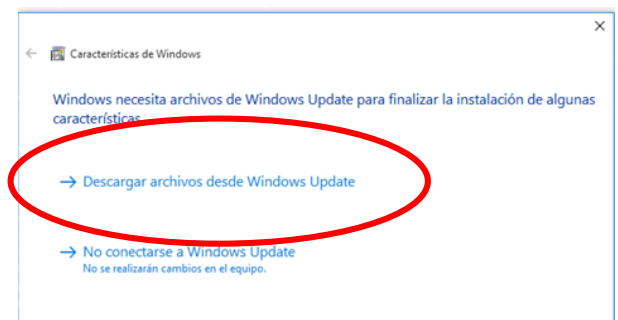 Características de Windows
Windows necesita archivos de Windows Update para finalizar la instalación de algunas
características.
Descargar archivos desde Windows Update
No conectarse a Windows Update
No se realizarán cambios en el equipo.